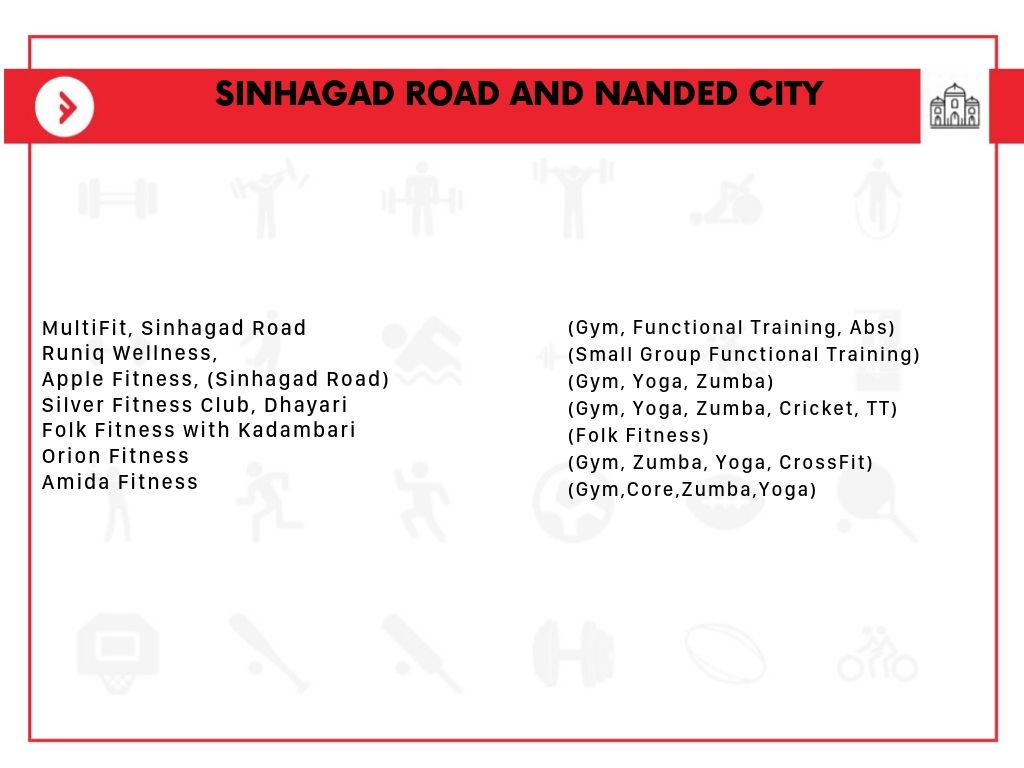 SINHAGAD ROAD AND NANDED CITY
MultiFit, Sinhagad Road
Runiq Wellness,
Apple Fitness, (Sinhagad Road)
Silver Fitness Club, Dhayari
Folk Fitness with Kadambari
Orion Fitness
Amida Fitness
(Gym, Functional Training, Abs)
(Small Group Functional Training)
(Gym, Yoga, Zumba)
(Gym, Yoga, Zumba, Cricket, TT)
(Folk Fitness)
(Gym, Zumba, Yoga, CrossFit)
(Gym,Core,Zumba,Yoga)